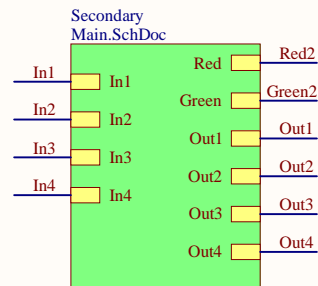 Secondary
Main.SchDoc
Red Red2
In1 In1
Green Green2
In2 In2
Out1 Out1
In3 In3
Out2 Out2
In4 In4
Out3 Out3
Out4 Out4